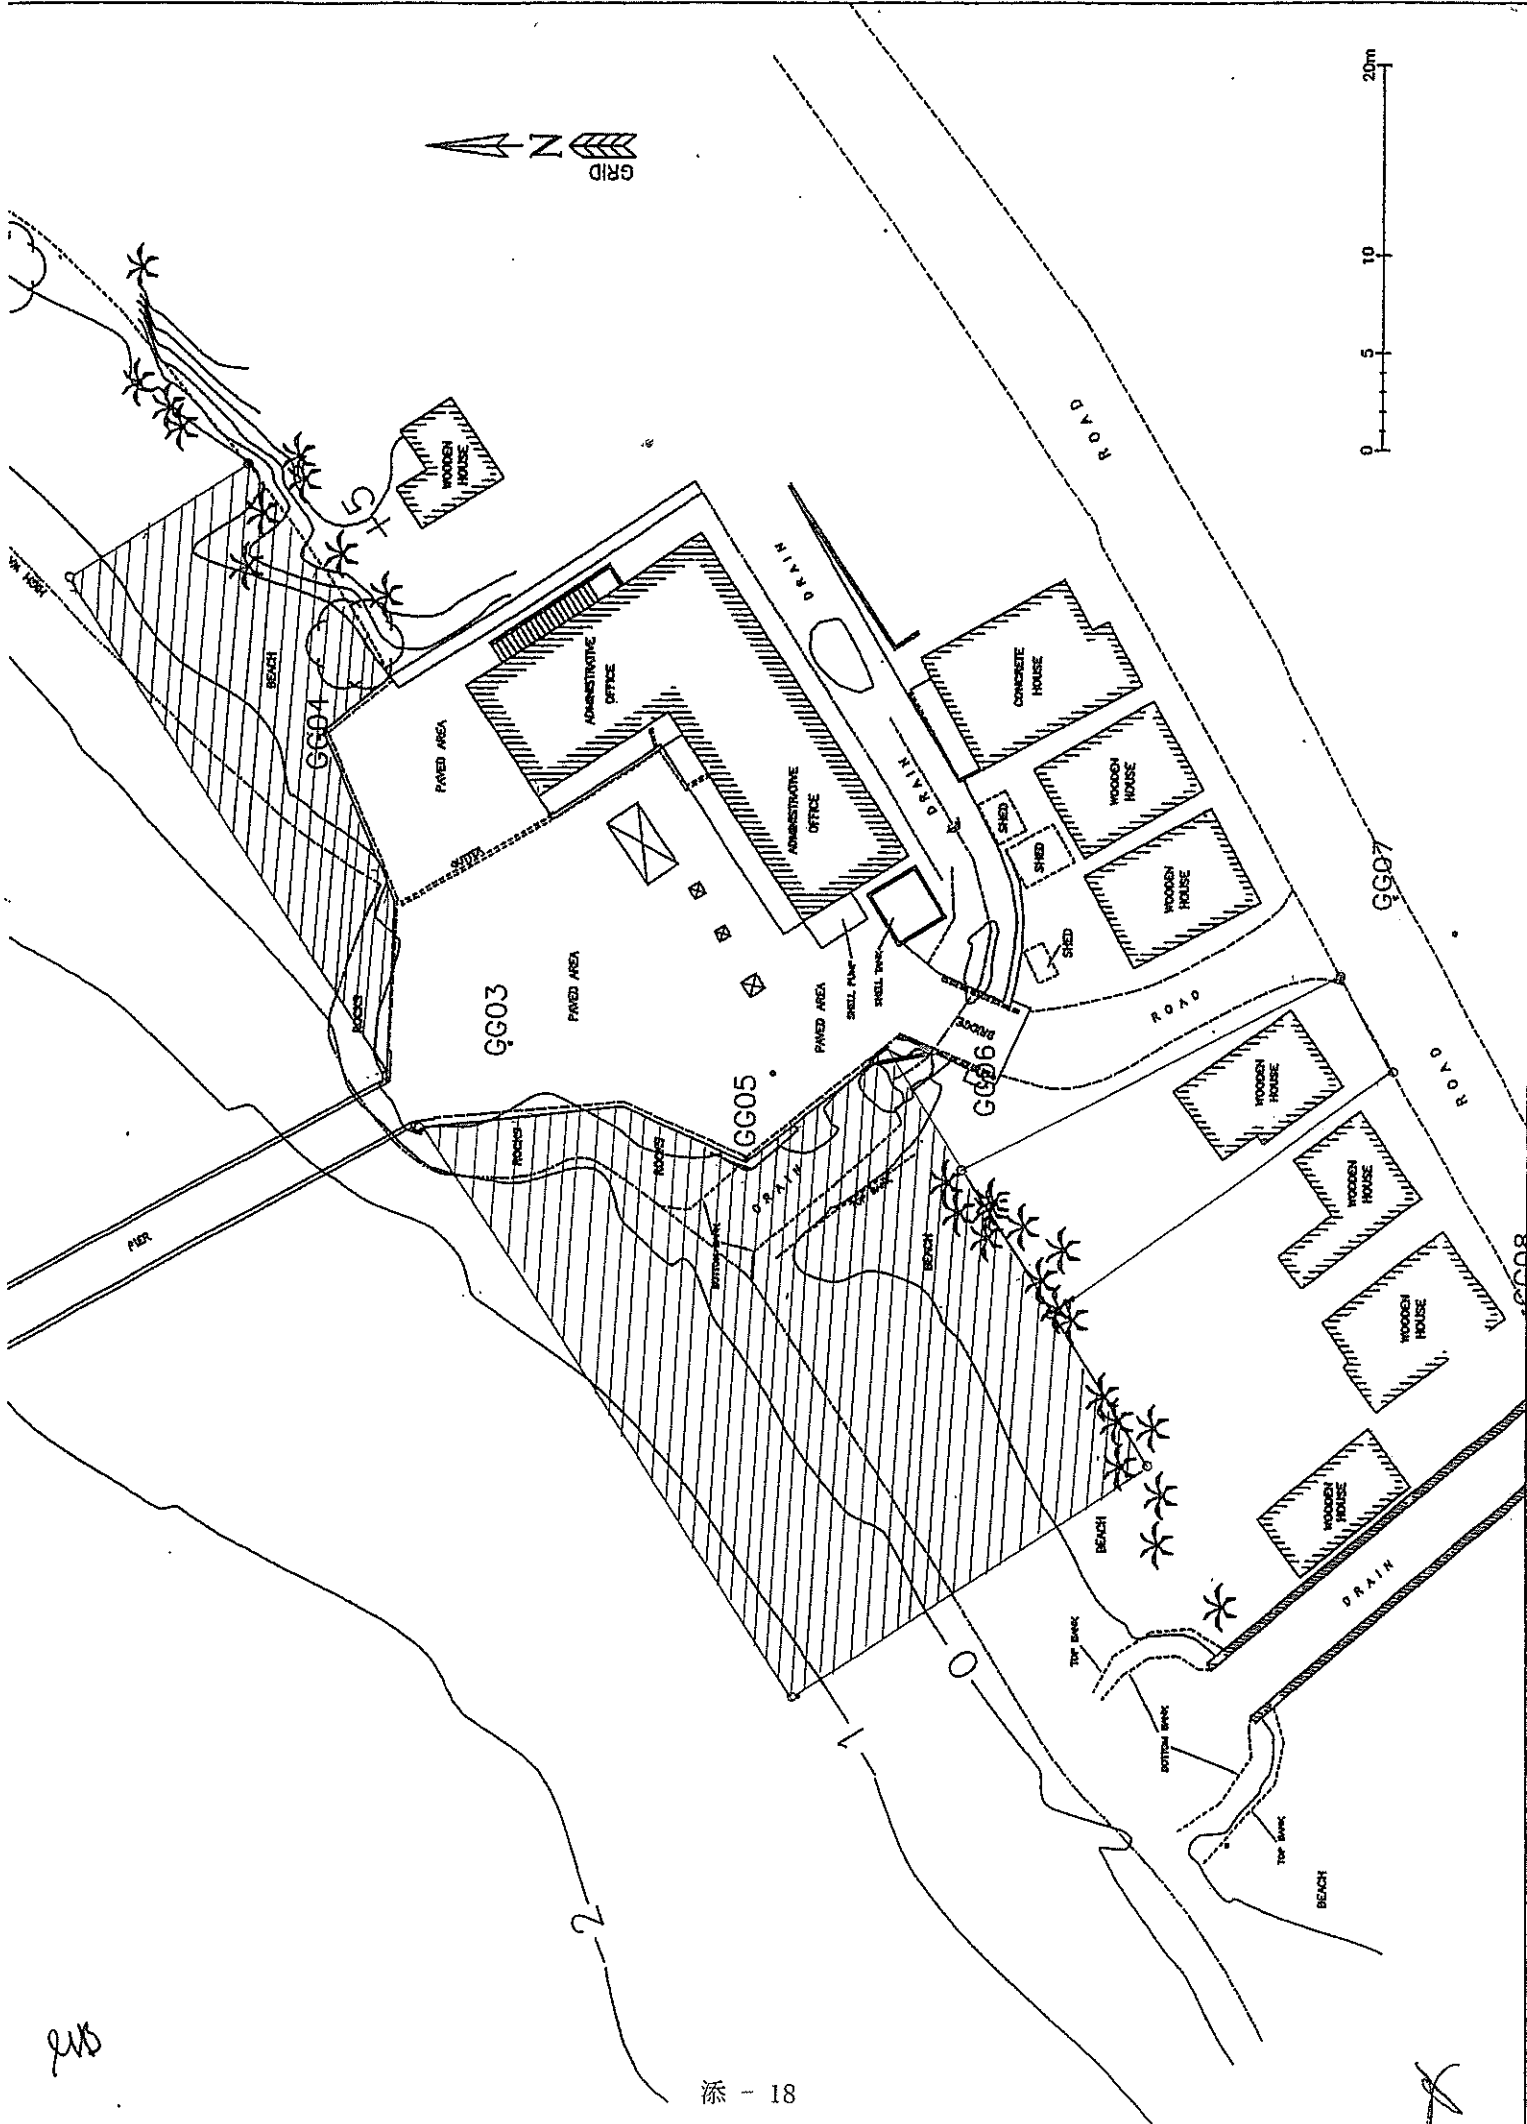 20m
10
5
0
GRID
N
ROAD
WOODEN
HOUSE
5
BEACH
GG04
PAVED AREA
ADMINISTRATIVE
OFFICE
DRAIN
CONCRETE
HOUSE
ADMINISTRATIVE
OFFICE
DRAIN
WOODEN
HOUSE
SHED
SHED
WOODEN
HOUSE
SHED
GG07
ROCKS
GG03
PAVED AREA
PAVED AREA
SHELL PUMP
SHELL TANK
BRIDGE
ROAD
GG06
GG05
WOODEN
HOUSE
ROAD
ROCKS
ROCKS
DRAIN
PIER
BOTTOM BANK
BEACH
WOODEN
HOUSE
GG08
WOODEN
HOUSE
WOODEN
HOUSE
BEACH
DRAIN
TOP BANK
BOTTOM BANK
TOP BANK
BEACH
0
1
2
添 - 18